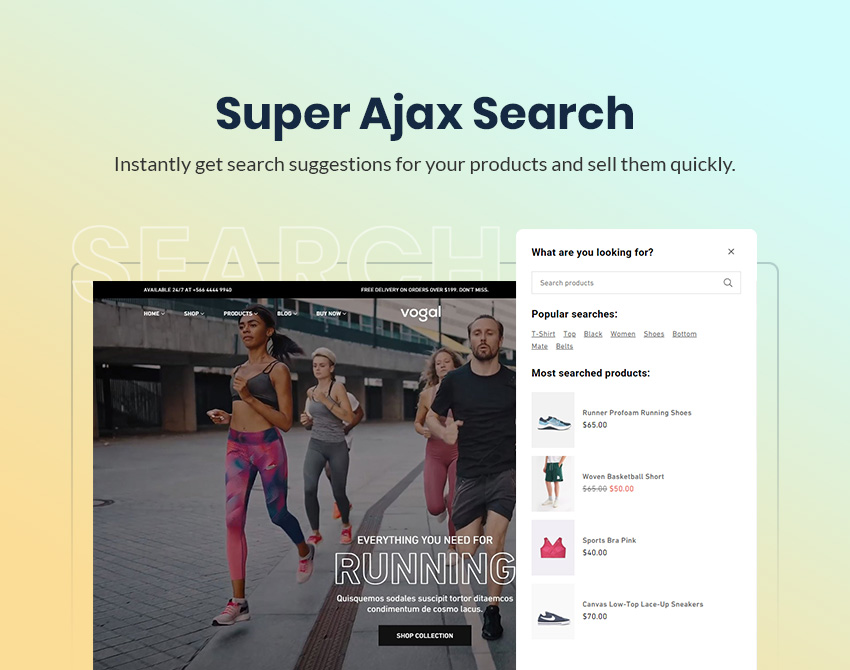 Super Ajax Search
Instantly get search suggestions for your products and sell them quickly.
SEARCH
AVAILABLE 24/7 AT +566 4444 9940
FREE DELIVERY ON ORDERS OVER $199. DON'T MISS.
HOME
SHOP
PRODUCTS
BLOG
BUY NOW
vogal
EVERYTHING YOU NEED FOR
RUNNING
Quisquemos sodales suscipit tortor ditaemcos
condimentum de cosmo lacus.
SHOP COLLECTION
What are you looking for?
Search products
Popular searches:
T-Shirt Top Black Women Shoes Bottom
Mate Belts
Most searched products:
Runner Profoam Running Shoes
$65.00
Woven Basketball Short
$65.00 $50.00
Sports Bra Pink
$40.00
Canvas Low-Top Lace-Up Sneakers
$70.00